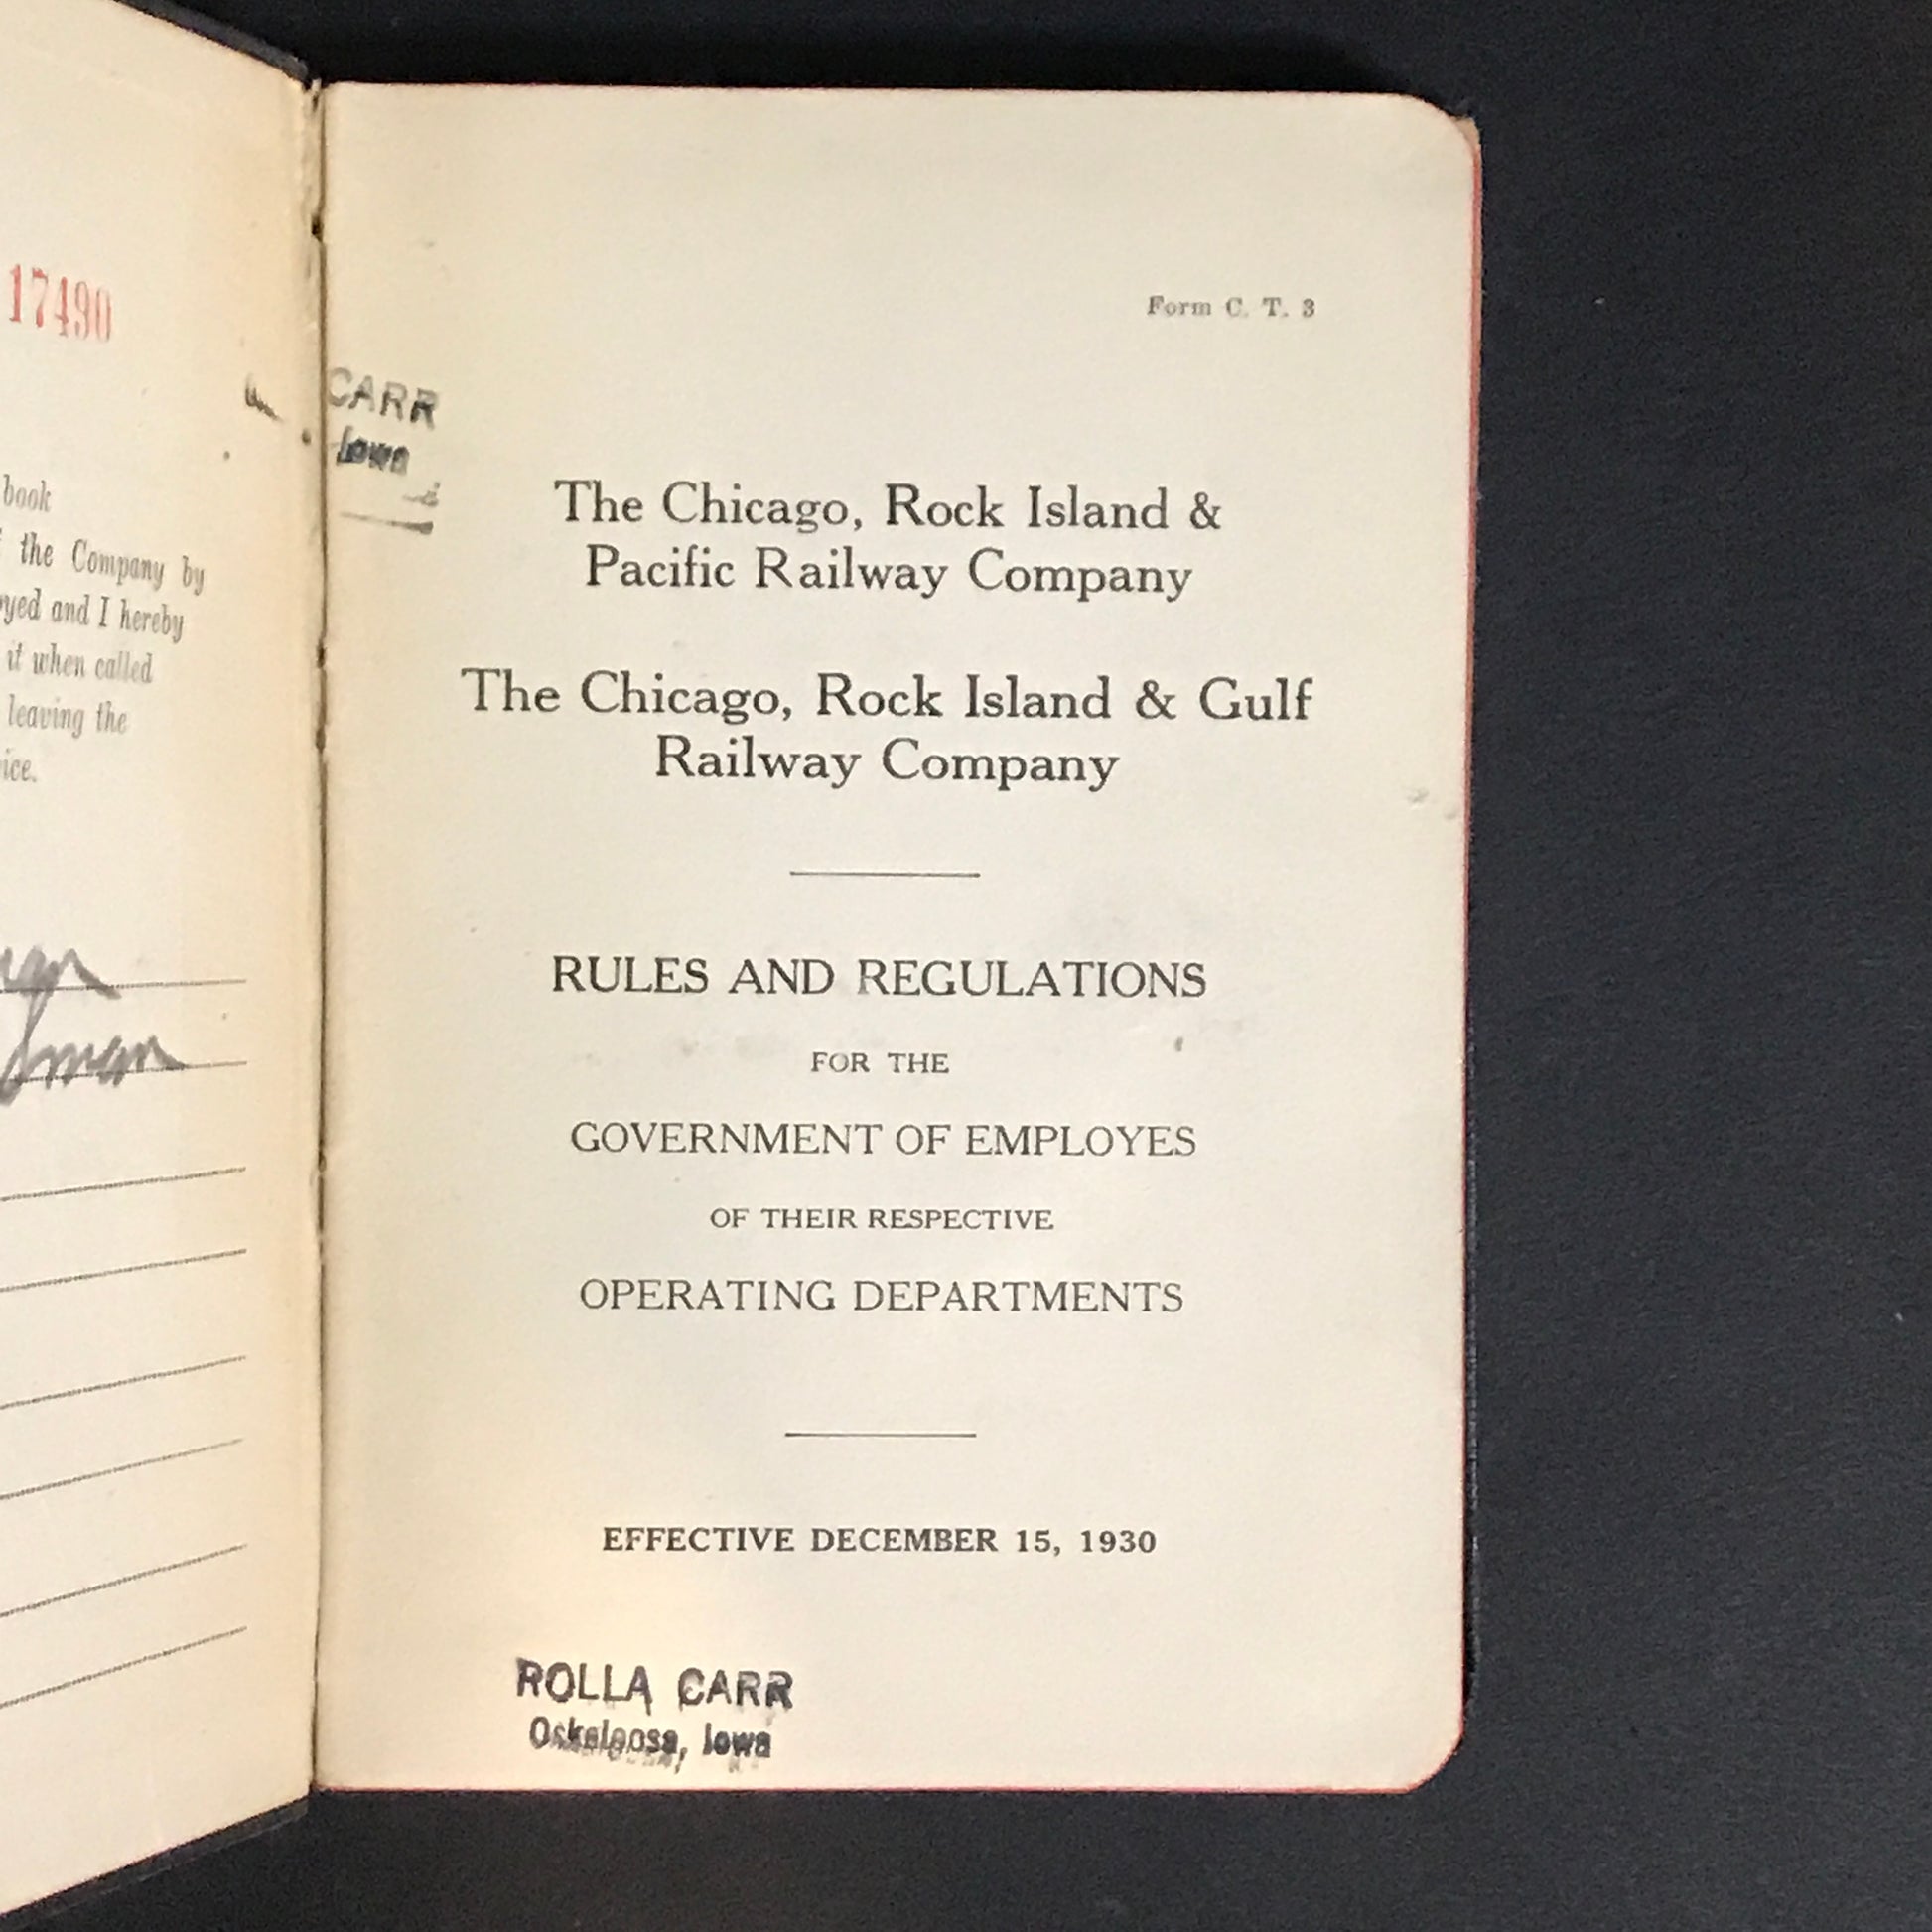 17490
book
the Company by
yed and I hereby
it when called
leaving the
ice.
Form C. T. 3
CARR
Iowa
The Chicago, Rock Island &
Pacific Railway Company
The Chicago, Rock Island & Gulf
Railway Company
RULES AND REGULATIONS
FOR THE
GOVERNMENT OF EMPLOYES
OF THEIR RESPECTIVE
OPERATING DEPARTMENTS
EFFECTIVE DECEMBER 15, 1930
ROLLA CARR
Oskaloosa, Iowa